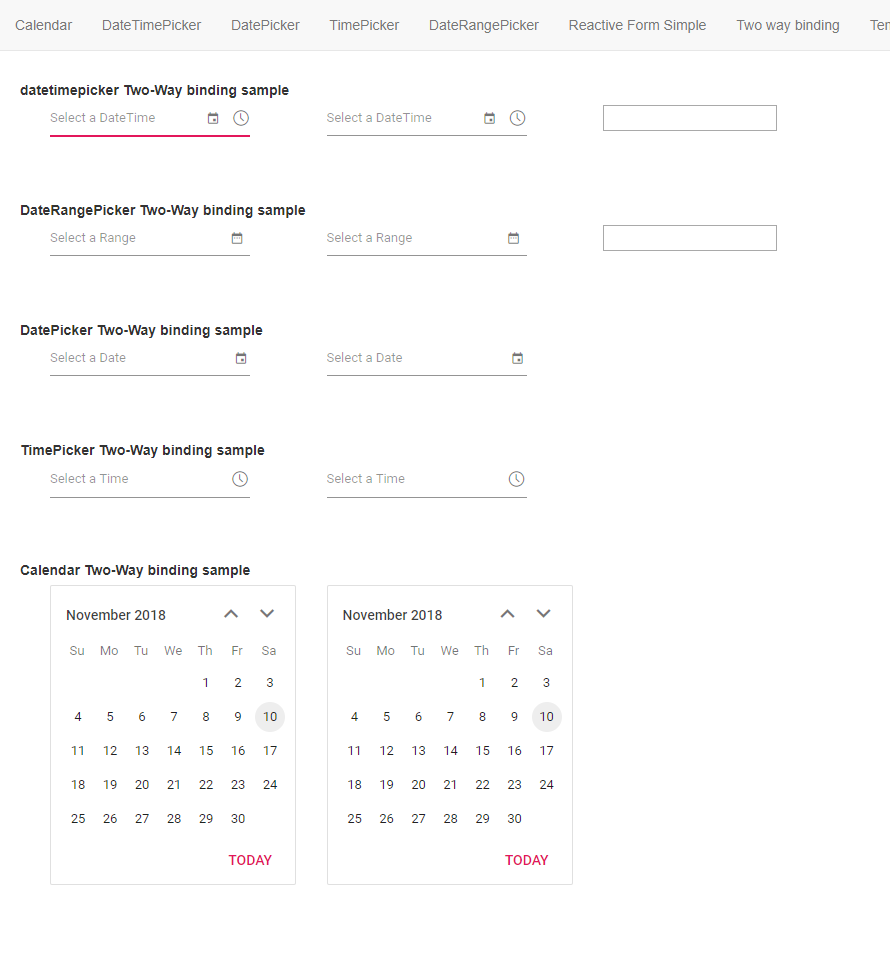 Calendar DateTimePicker DatePicker TimePicker DateRangePicker Reactive Form Simple Two way binding
datetimepicker Two-Way binding sample
Select a DateTime Select a DateTime
DateRangePicker Two-Way binding sample
Select a Range Select a Range
DatePicker Two-Way binding sample
Select a Date Select a Date
TimePicker Two-Way binding sample
Select a Time Select a Time
Calendar Two-Way binding sample
November 2018
Su Mo Tu We Th Fr Sa
1 2 3
4 5 6 7 8 9 10
11 12 13 14 15 16 17
18 19 20 21 22 23 24
25 26 27 28 29 30
TODAY
November 2018
Su Mo Tu We Th Fr Sa
1 2 3
4 5 6 7 8 9 10
11 12 13 14 15 16 17
18 19 20 21 22 23 24
25 26 27 28 29 30
TODAY